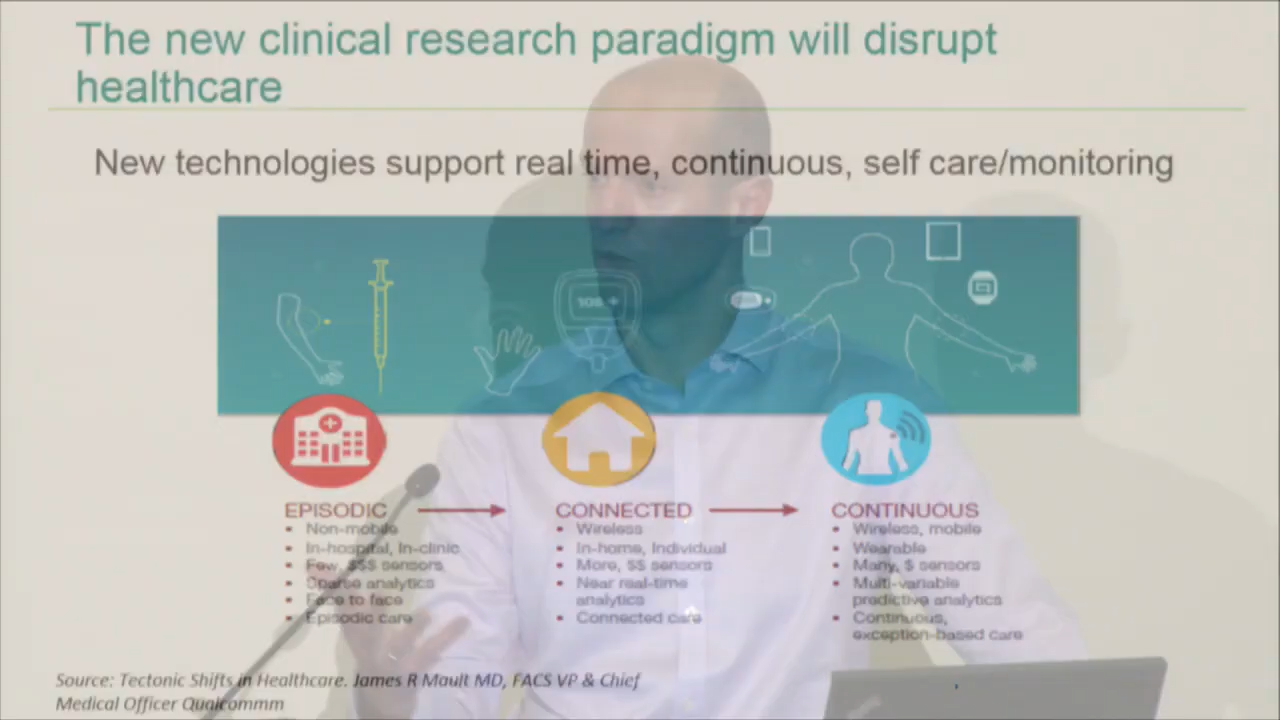 The new clinical research paradigm will disrupt
healthcare
New technologies support real time, continuous, self care/monitoring
108
EPISODIC
• Non-mobile
• In-hospital, In-clinic
• Few, $$$ sensors
• Sparse analytics
• Face to face
• Episodic care
CONNECTED
• Wireless
• In-home, Individual
• More, $$ sensors
• Near real-time
analytics
• Connected care
CONTINUOUS
• Wireless, mobile
• Wearable
• Many, $ sensors
• Multi-variable
predictive analytics
• Continuous,
exception-based care
Source: Tectonic Shifts in Healthcare. James R Mault MD, FACS VP & Chief
Medical Officer Qualcommm